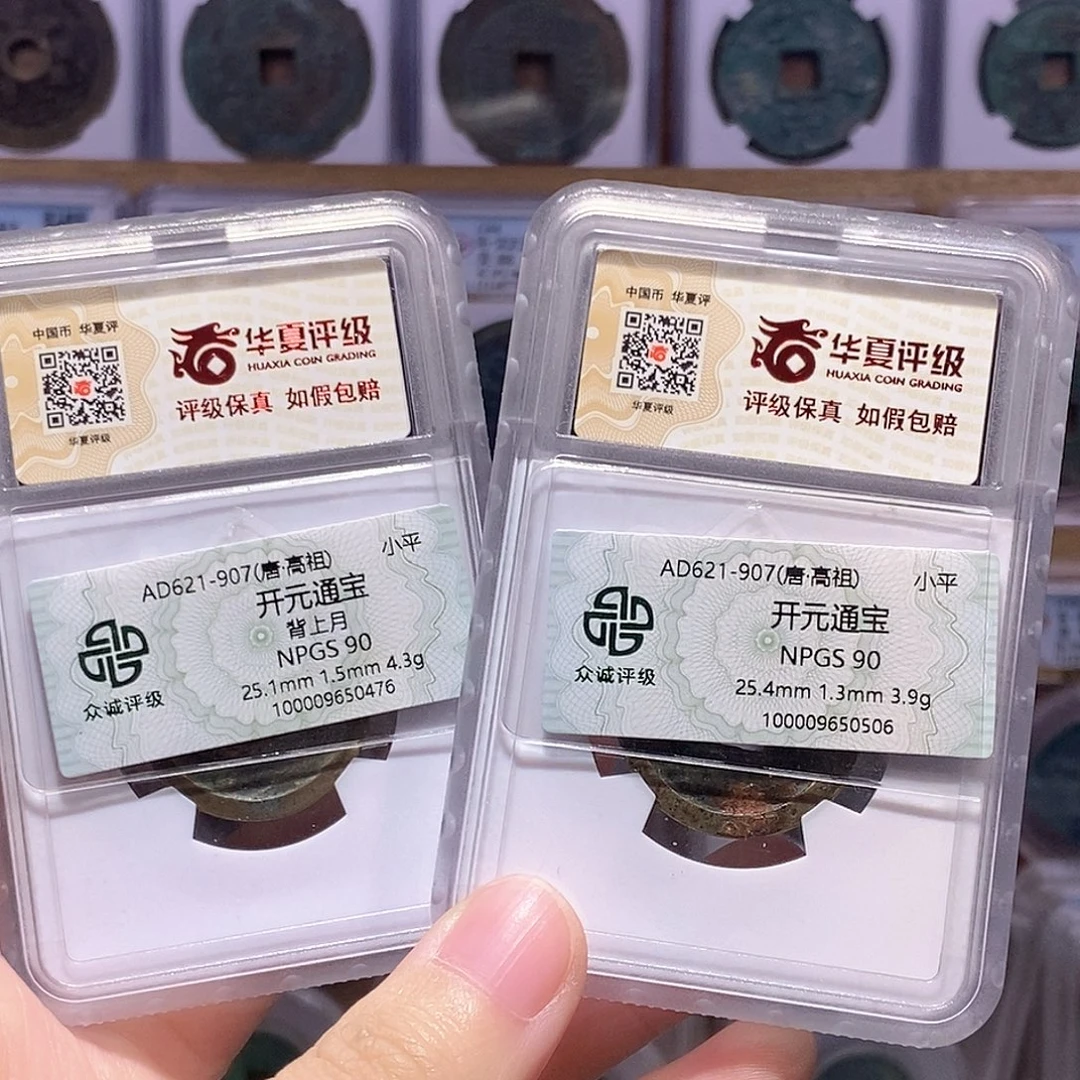 中国币 华夏评
华夏评级
HUAXIA COIN GRADING
评级保真 如假包赔
华夏评级
小平
AD621-907(唐·高祖)
开元通宝
背上月
NPGS 90
25.1mm 1.5mm 4.3g
100009650476
众诚评级
中国币 华夏评
华夏评级
HUAXIA COIN GRADING
评级保真 如假包赔
华夏评级
AD621-907(唐·高祖)
小平
开元通宝
NPGS 90
25.4mm 1.3mm 3.9g
100009650506
众诚评级